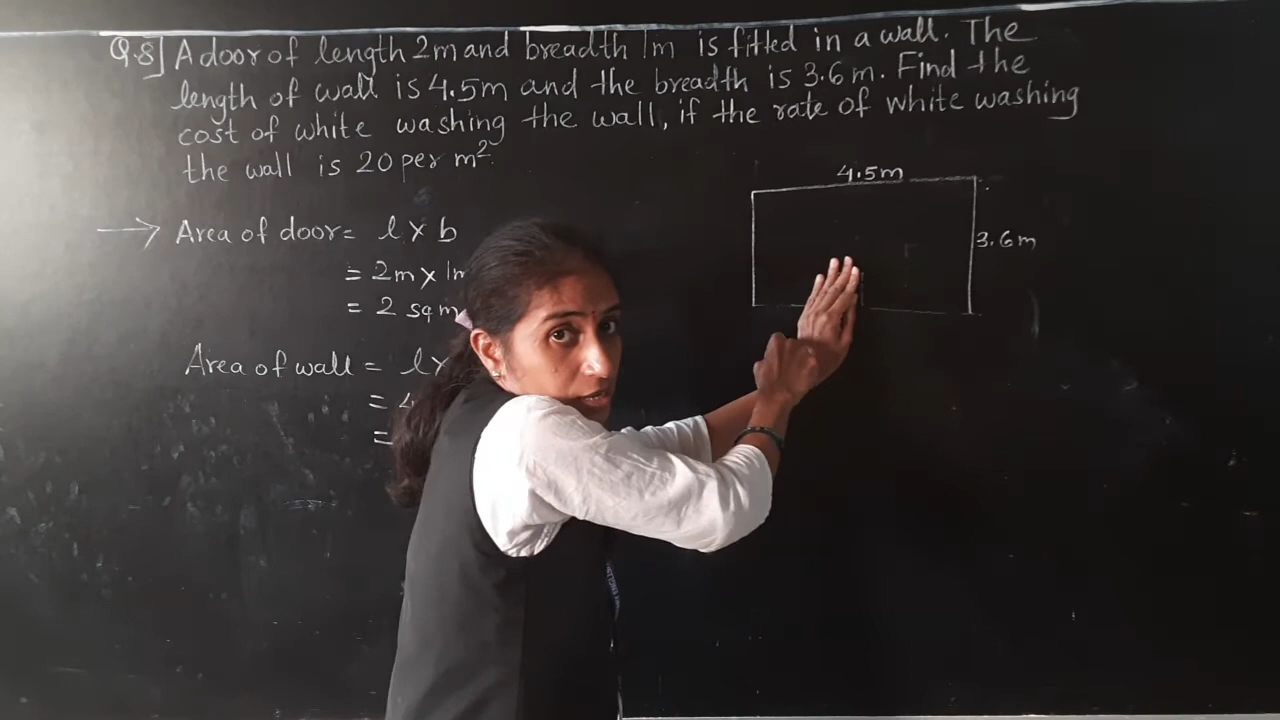 Q.8] A door of length 2m and breadth 1m is fitted in a wall. The
length of wall is 4.5m and the breadth is 3.6m. Find the
cost of white washing the wall, if the rate of white washing
the wall is 20 per m².
4.5m
3.6m
→ Area of door = l × b
= 2m × 1m
= 2 sq m
Area of wall = l ×
= 4
=